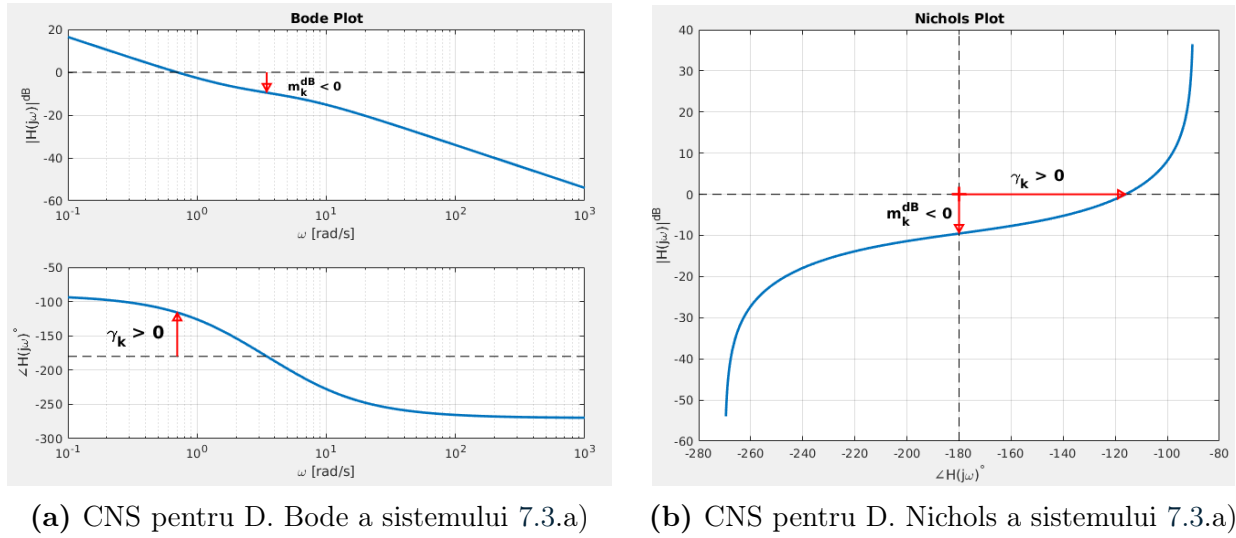 Bode Plot
20
0
-20
-40
-60
|H(jω)|^dB
m_k^dB < 0
10^-1 10^0 10^1 10^2 10^3
ω [rad/s]
-50
-100
-150
-200
-250
-300
∠H(jω)°
γ_k > 0
10^-1 10^0 10^1 10^2 10^3
ω [rad/s]
(a) CNS pentru D. Bode a sistemului 7.3.a)
Nichols Plot
40
30
20
10
0
-10
-20
-30
-40
-50
-60
|H(jω)|^dB
γ_k > 0
m_k^dB < 0
-280 -260 -240 -220 -200 -180 -160 -140 -120 -100 -80
∠H(jω)°
(b) CNS pentru D. Nichols a sistemului 7.3.a)